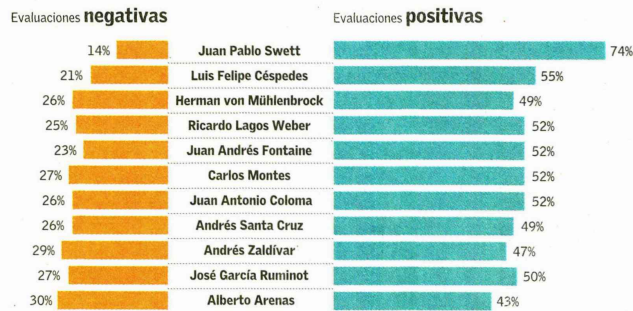 Evaluaciones negativas Evaluaciones positivas
14% Juan Pablo Swett 74%
21% Luis Felipe Céspedes 55%
26% Herman von Mühlenbrock 49%
25% Ricardo Lagos Weber 52%
23% Juan Andrés Fontaine 52%
27% Carlos Montes 52%
26% Juan Antonio Coloma 52%
26% Andrés Santa Cruz 49%
29% Andrés Zaldívar 47%
27% José García Ruminot 50%
30% Alberto Arenas 43%